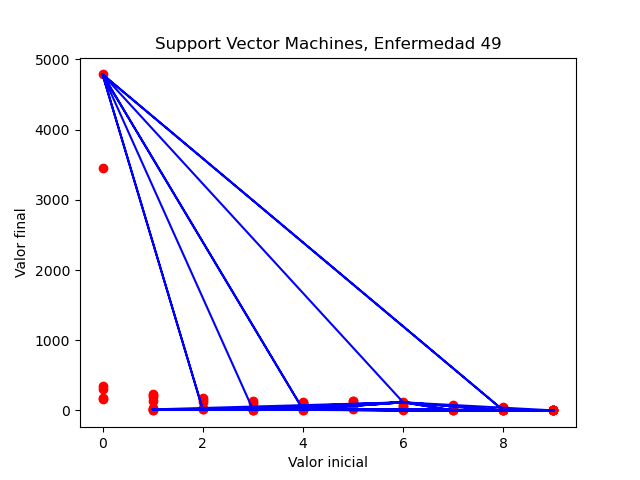 Support Vector Machines, Enfermedad 49
5000
4000
3000
2000
1000
0
Valor final
0 2 4 6 8
Valor inicial